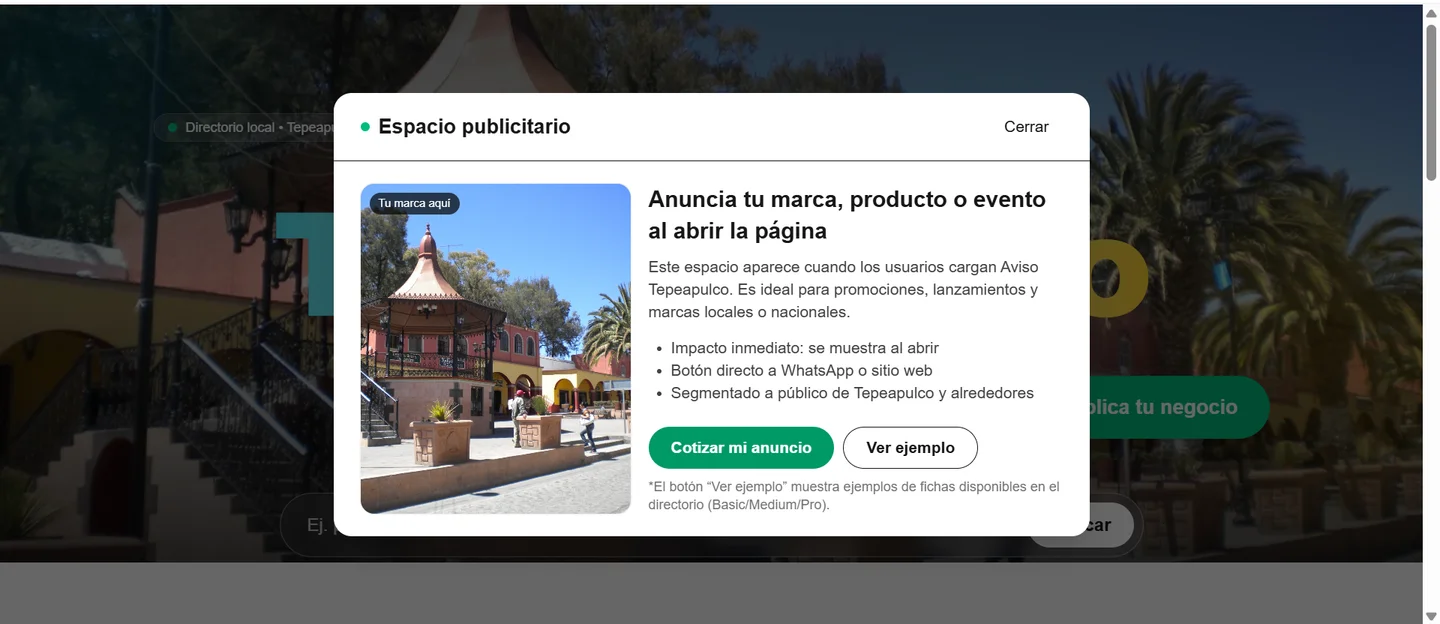 Directorio local • Tepeapu
Espacio publicitario
Cerrar
Tu marca aquí
Anuncia tu marca, producto o evento
al abrir la página
Este espacio aparece cuando los usuarios cargan Aviso
Tepeapulco. Es ideal para promociones, lanzamientos y
marcas locales o nacionales.
• Impacto inmediato: se muestra al abrir
• Botón directo a WhatsApp o sitio web
• Segmentado a público de Tepeapulco y alrededores
Cotizar mi anuncio
Ver ejemplo
*El botón “Ver ejemplo” muestra ejemplos de fichas disponibles en el
directorio (Basic/Medium/Pro).
T
o
blica tu negocio
Ej.
car